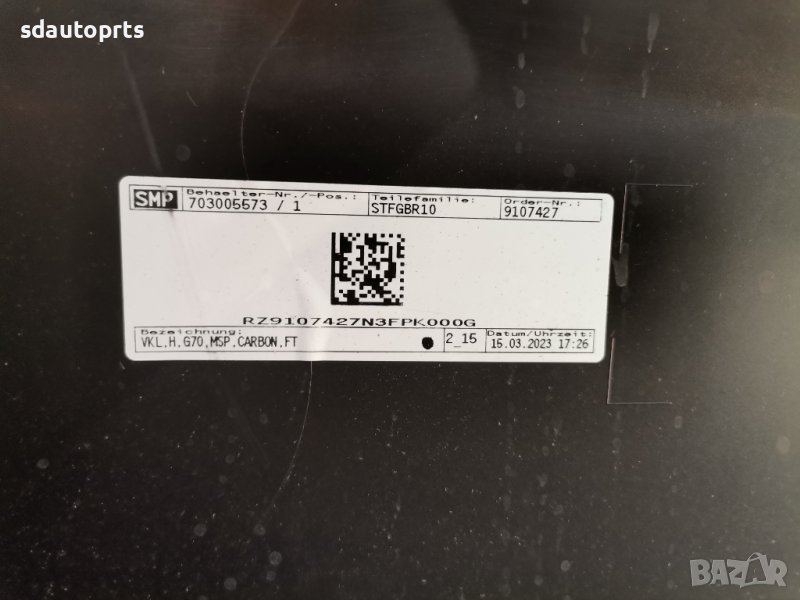 sdautoprts
SMP Behaelter-Nr./-Pos.: Teilefamilie: Order-Nr.:
703005573 / 1 STFGBR10 9107427
RZ9107427N3FPK000G
Bezeichnung: Datum/Uhrzeit:
VKL,H,G70,MSP,CARBON,FT 2_15 15.03.2023 17:26
BAZAR